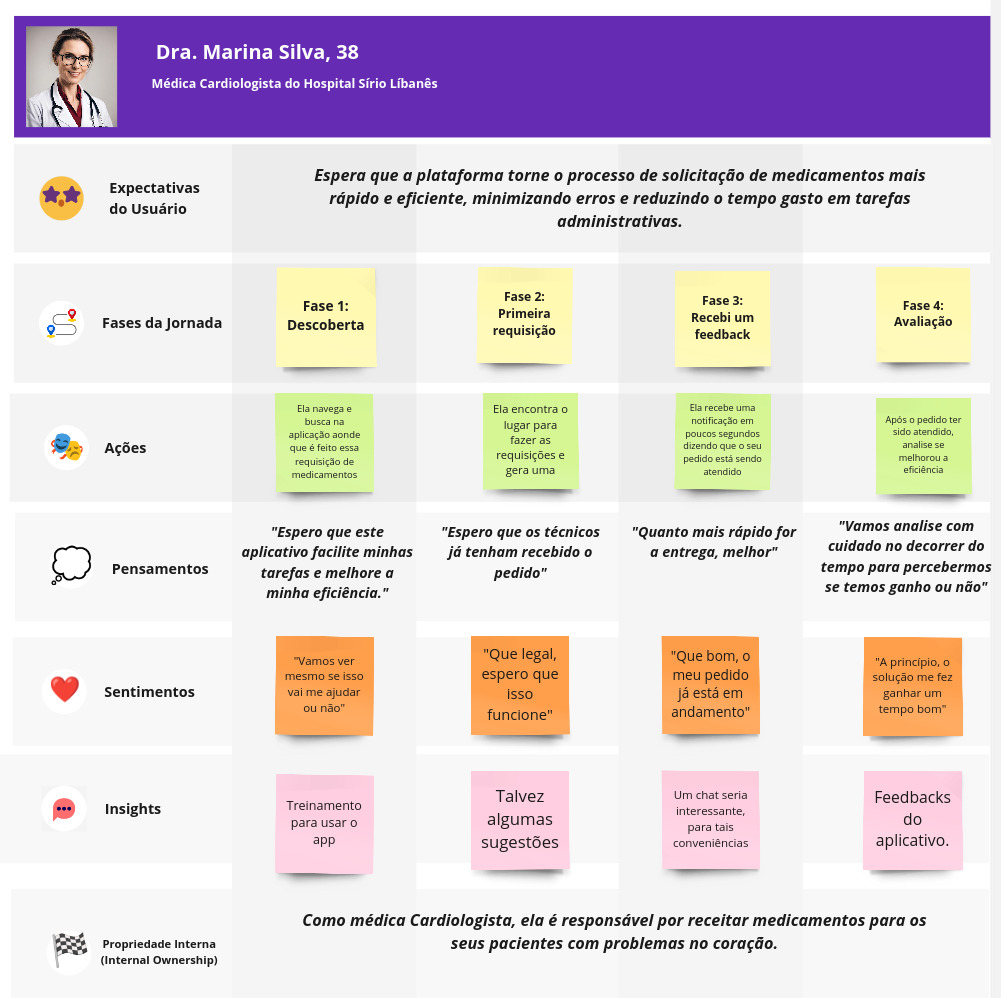 Dra. Marina Silva, 38
Médica Cardiologista do Hospital Sírio Líbanês
Expectativas
do Usuário
Espera que a plataforma torne o processo de solicitação de medicamentos mais
rápido e eficiente, minimizando erros e reduzindo o tempo gasto em tarefas
administrativas.
Fases da Jornada
Fase 1:
Descoberta
Fase 2:
Primeira
requisição
Fase 3:
Recebi um
feedback
Fase 4:
Avaliação
Ações
Ela navega e
busca na
aplicação aonde
que é feito essa
requisição de
medicamentos
Ela encontra o
lugar para
fazer as
requisições e
gera uma
Ela recebe uma
notificação em
poucos segundos
dizendo que o seu
pedido está sendo
atendido
Após o pedido ter
sido atendido,
analise se
melhorou a
eficiência
Pensamentos
"Espero que este
aplicativo facilite minhas
tarefas e melhore a
minha eficiência."
"Espero que os técnicos
já tenham recebido o
pedido"
"Quanto mais rápido for
a entrega, melhor"
"Vamos analise com
cuidado no decorrer do
tempo para percebermos
se temos ganho ou não"
Sentimentos
"Vamos ver
mesmo se isso
vai me ajudar
ou não"
"Que legal,
espero que
isso
funcione"
"Que bom, o
meu pedido
já está em
andamento"
"A princípio, o
solução me fez
ganhar um
tempo bom"
Insights
Treinamento
para usar o
app
Talvez
algumas
sugestões
Um chat seria
interessante,
para tais
conveniências
Feedbacks
do
aplicativo.
Propriedade Interna
(Internal Ownership)
Como médica Cardiologista, ela é responsável por receitar medicamentos para os
seus pacientes com problemas no coração.